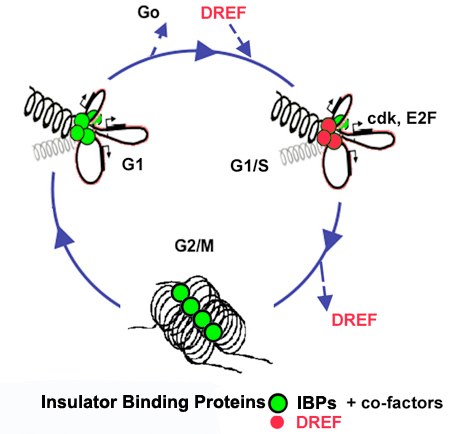 Go DREF
cdk, E2F
G1 G1/S
G2/M
DREF
Insulator Binding Proteins IBPs + co-factors
DREF